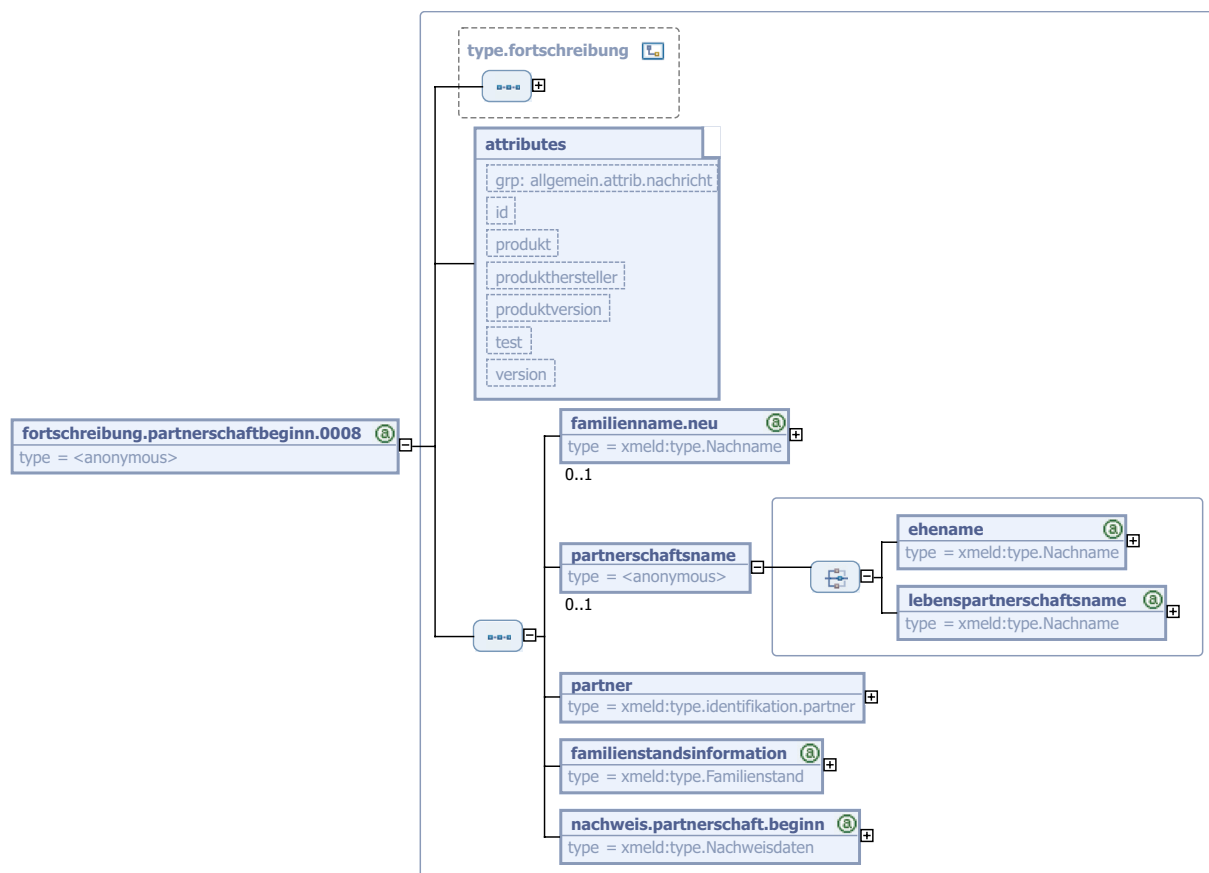 type.fortschreibung
attributes
grp: allgemein.attrib.nachricht
id
produkt
produkthersteller
produktversion
test
version
fortschreibung.partnerschaftbeginn.0008 a
type = <anonymous>
familienname.neu a
type = xmeld:type.Nachname
0..1
partnerschaftsname
type = <anonymous>
0..1
ehename a
type = xmeld:type.Nachname
lebenspartnerschaftsname a
type = xmeld:type.Nachname
partner
type = xmeld:type.identifikation.partner
familienstandsinformation a
type = xmeld:type.Familienstand
nachweis.partnerschaft.beginn a
type = xmeld:type.Nachweisdaten